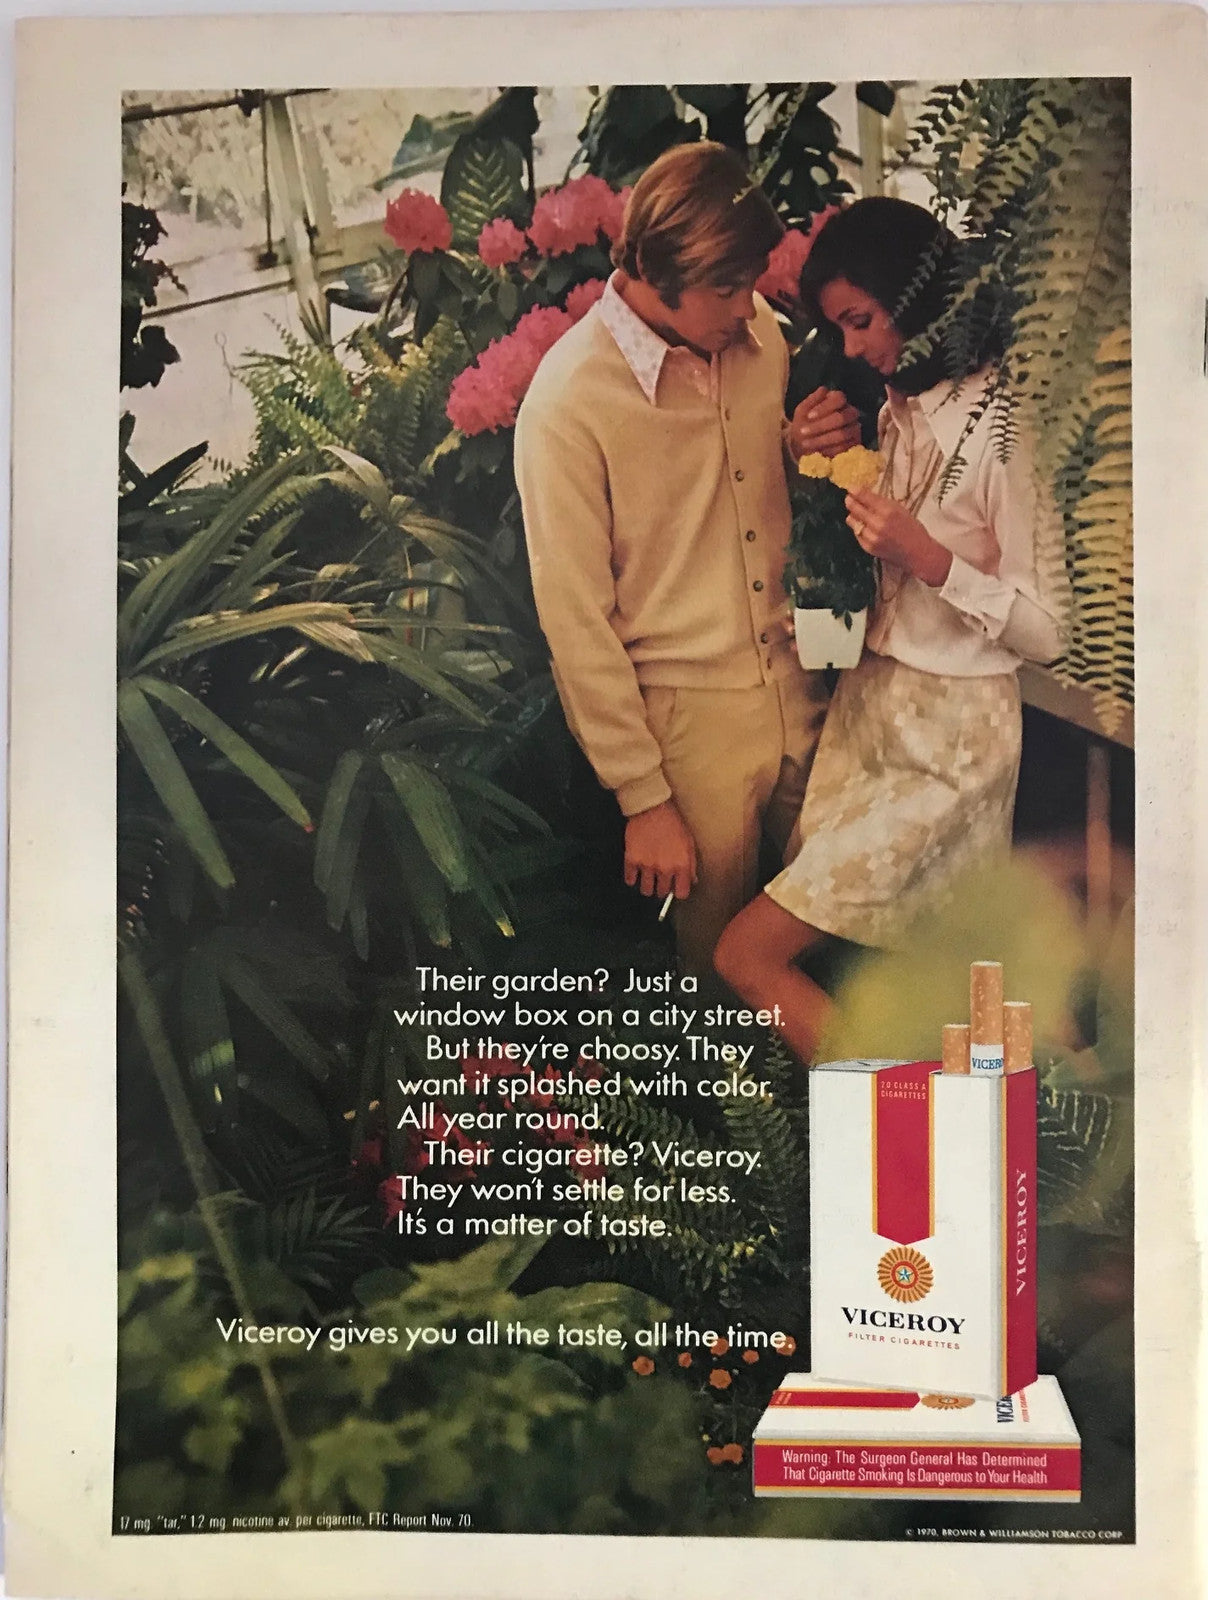 Their garden? Just a
window box on a city street.
But they're choosy. They
want it splashed with color.
All year round.
Their cigarette? Viceroy.
They won't settle for less.
It's a matter of taste.
Viceroy gives you all the taste, all the time.
VICEROY
20 CLASS A
CIGARETTES
VICEROY
VICEROY
FILTER CIGARETTES
Warning: The Surgeon General Has Determined
That Cigarette Smoking Is Dangerous to Your Health
17 mg. "tar," 1.2 mg. nicotine av. per cigarette, FTC Report Nov. 70.
© 1970, BROWN & WILLIAMSON TOBACCO CORP.